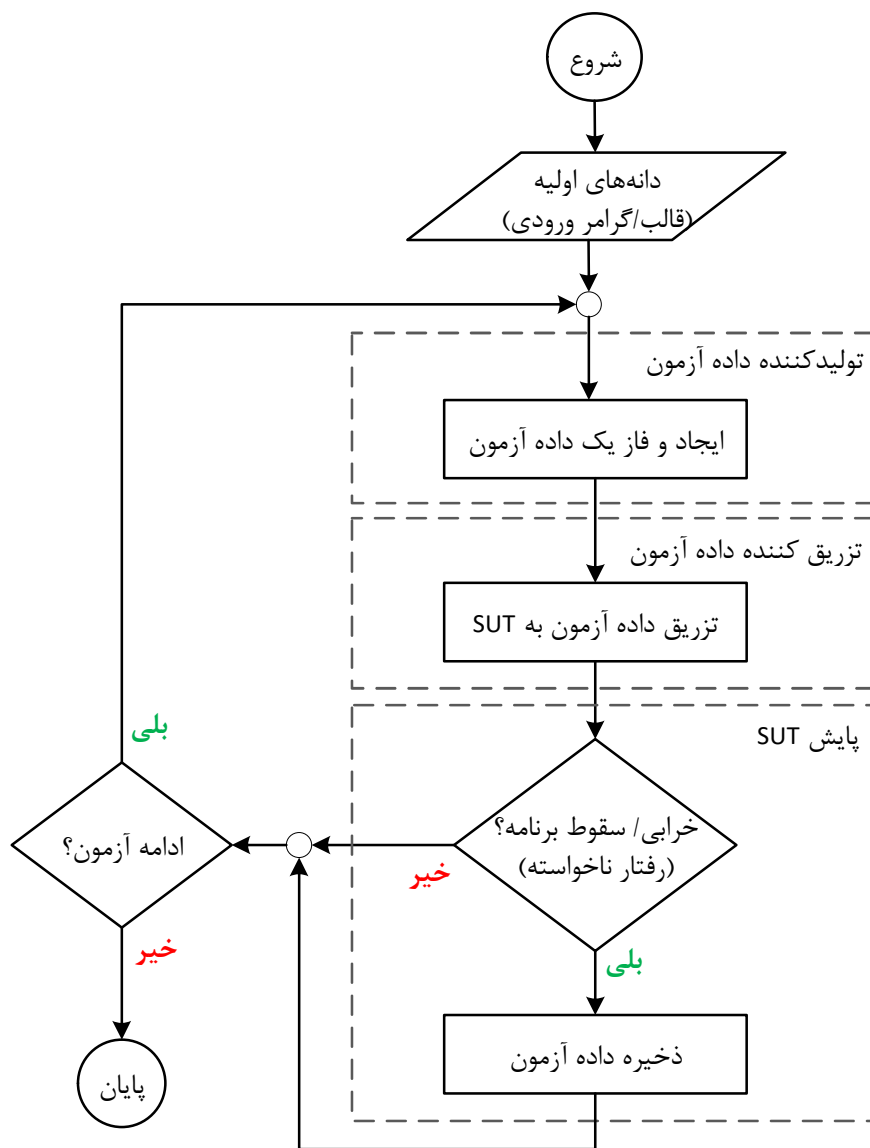 شروع
دانه‌های اولیه
(قالب/گرامر ورودی)
تولیدکننده داده آزمون
ایجاد و فاز یک داده آزمون
تزریق کننده داده آزمون
تزریق داده آزمون به SUT
پایش SUT
خرابی/ سقوط برنامه؟
(رفتار ناخواسته)
خیر
بلی
ذخیره داده آزمون
ادامه آزمون؟
بلی
خیر
پایان